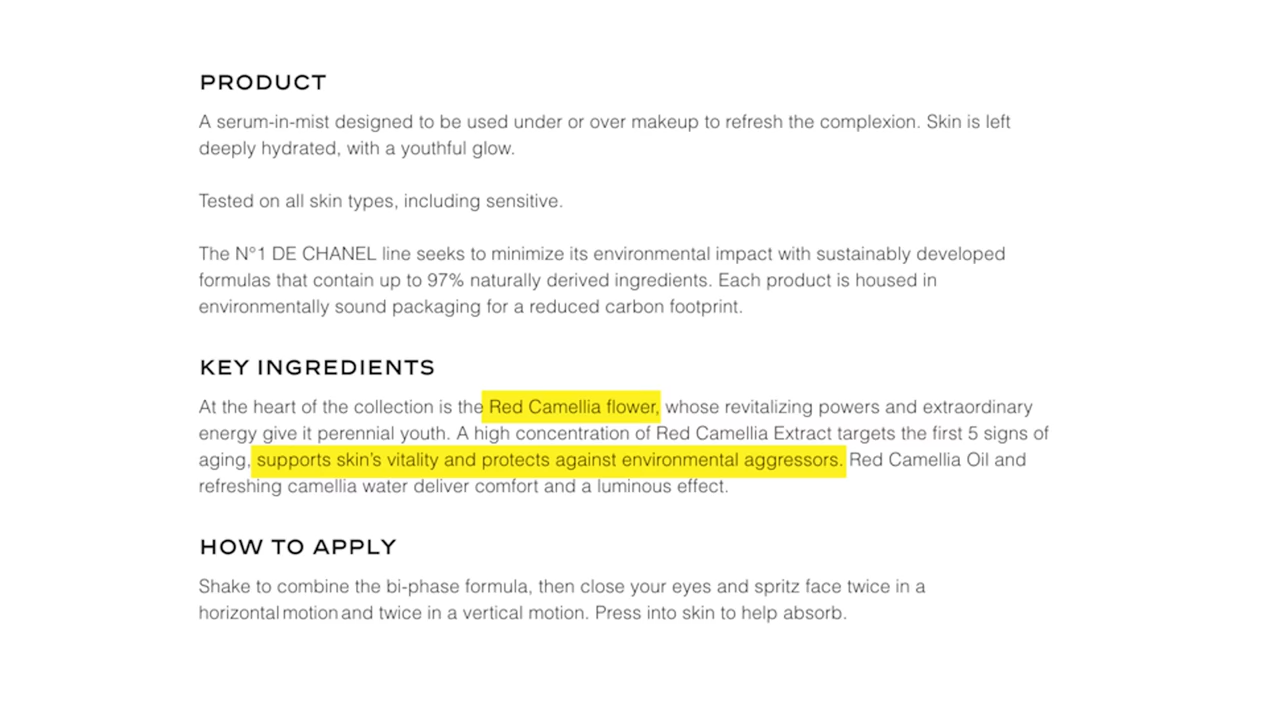 PRODUCT
A serum-in-mist designed to be used under or over makeup to refresh the complexion. Skin is left
deeply hydrated, with a youthful glow.
Tested on all skin types, including sensitive.
The N°1 DE CHANEL line seeks to minimize its environmental impact with sustainably developed
formulas that contain up to 97% naturally derived ingredients. Each product is housed in
environmentally sound packaging for a reduced carbon footprint.
KEY INGREDIENTS
At the heart of the collection is the Red Camellia flower, whose revitalizing powers and extraordinary
energy give it perennial youth. A high concentration of Red Camellia Extract targets the first 5 signs of
aging, supports skin's vitality and protects against environmental aggressors. Red Camellia Oil and
refreshing camellia water deliver comfort and a luminous effect.
HOW TO APPLY
Shake to combine the bi-phase formula, then close your eyes and spritz face twice in a
horizontal motion and twice in a vertical motion. Press into skin to help absorb.